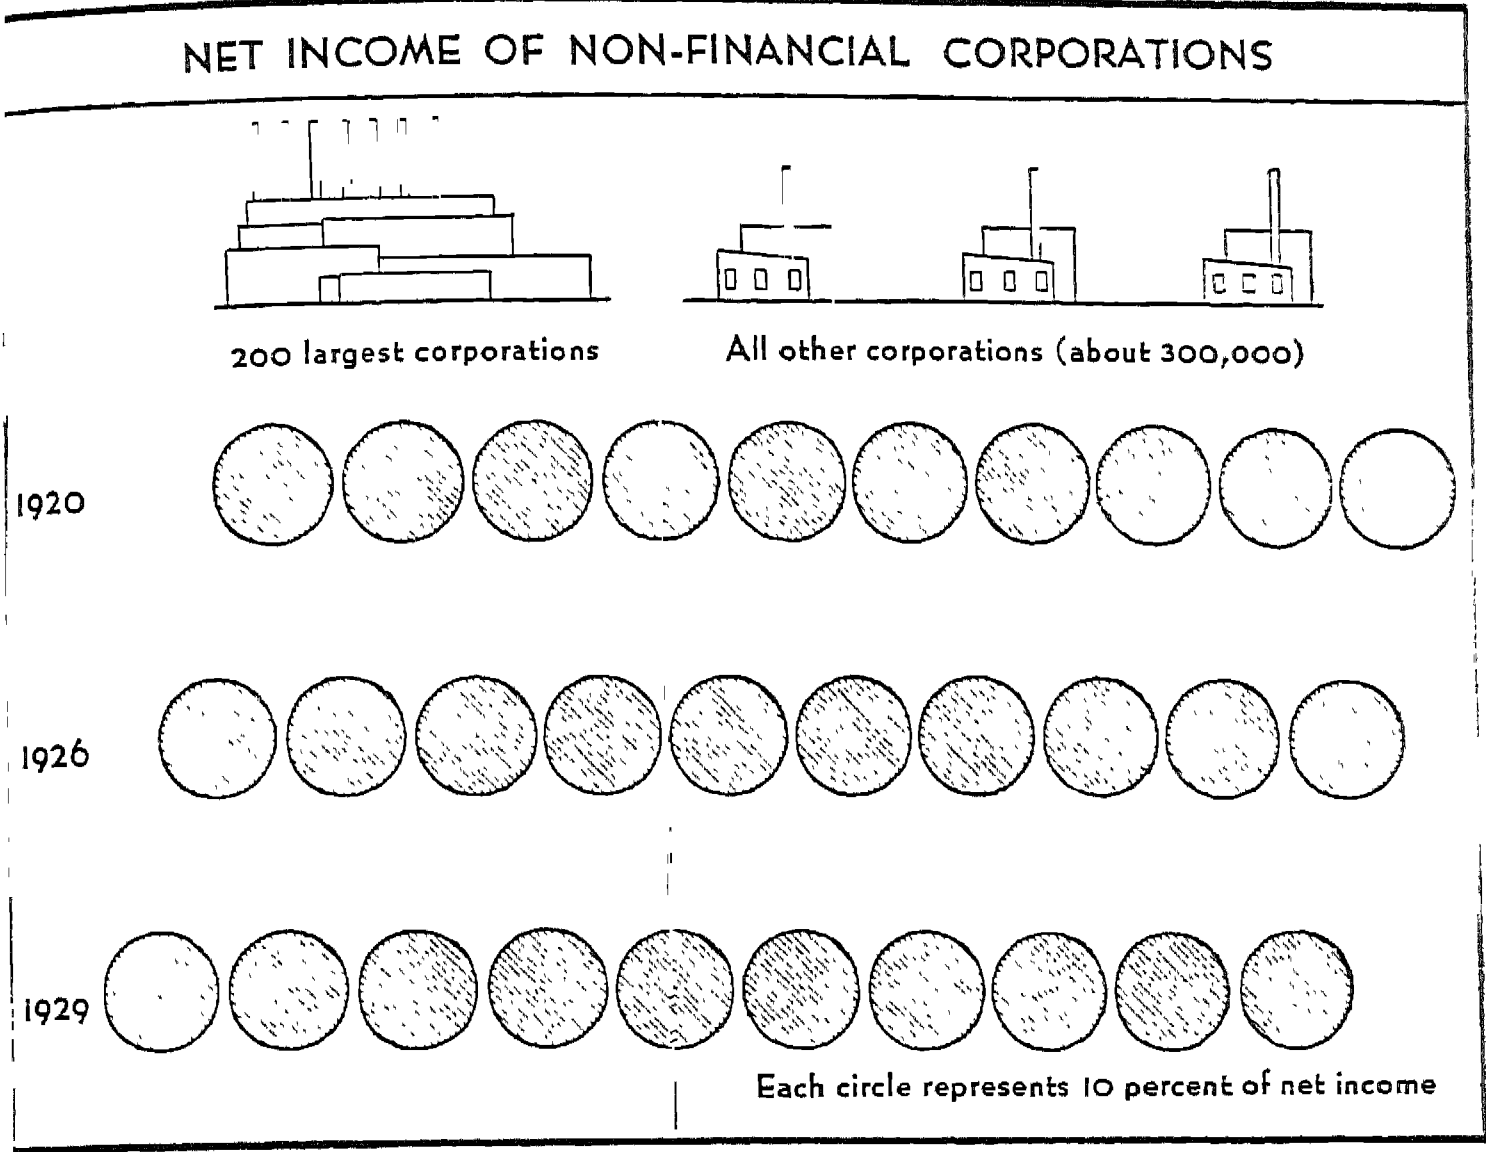 NET INCOME OF NON-FINANCIAL CORPORATIONS
200 largest corporations
All other corporations (about 300,000)
1920
1926
1929
Each circle represents 10 percent of net income